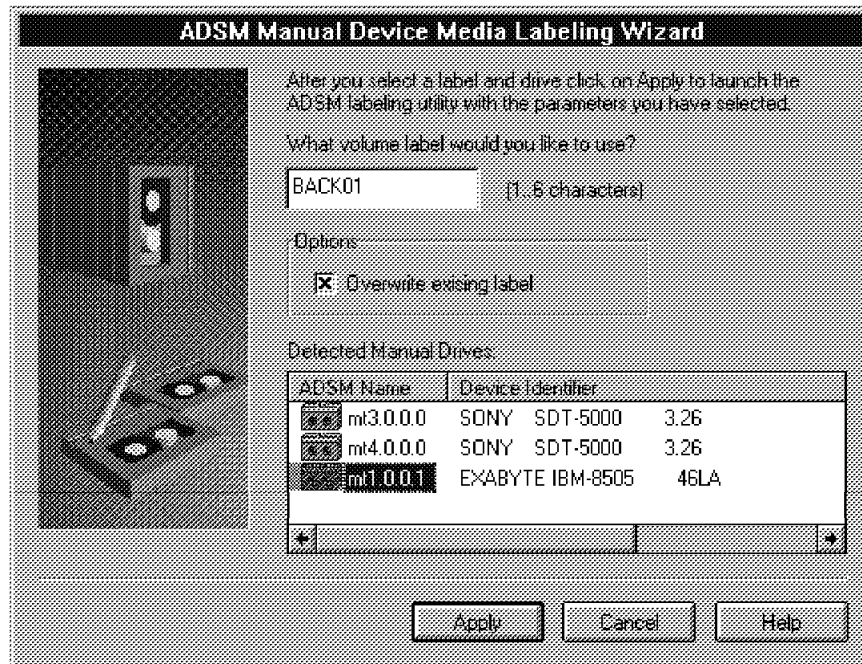 ADSM Manual Device Media Labeling Wizard
After you select a label and drive click on Apply to launch the
ADSM labeling utility with the parameters you have selected.
What volume label would you like to use?
BACK01 (1..6 characters)
Options
Overwrite exising label
Detected Manual Drives:
ADSM Name Device Identifier
mt3.0.0.0 SONY SDT-5000 3.26
mt4.0.0.0 SONY SDT-5000 3.26
mt1.0.0.1 EXABYTE IBM-8505 46LA
Apply Cancel Help